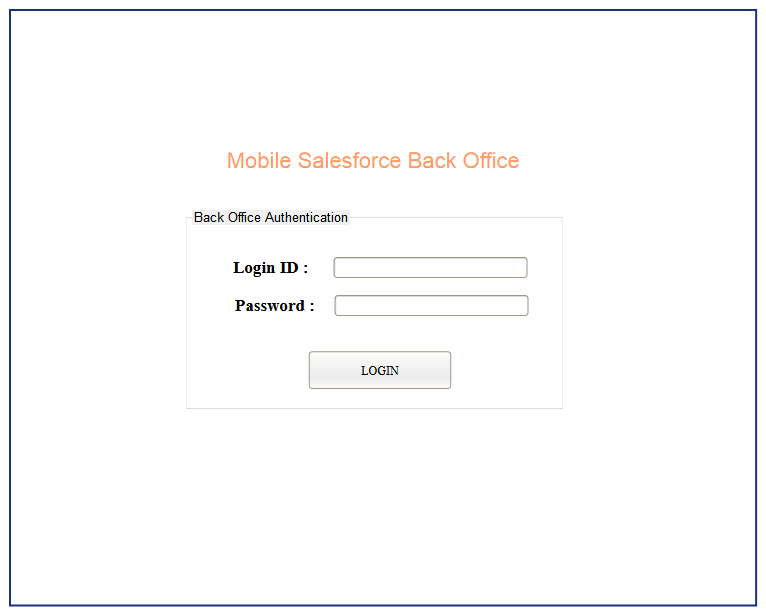 Mobile Salesforce Back Office
Back Office Authentication
Login ID :
Password :
LOGIN